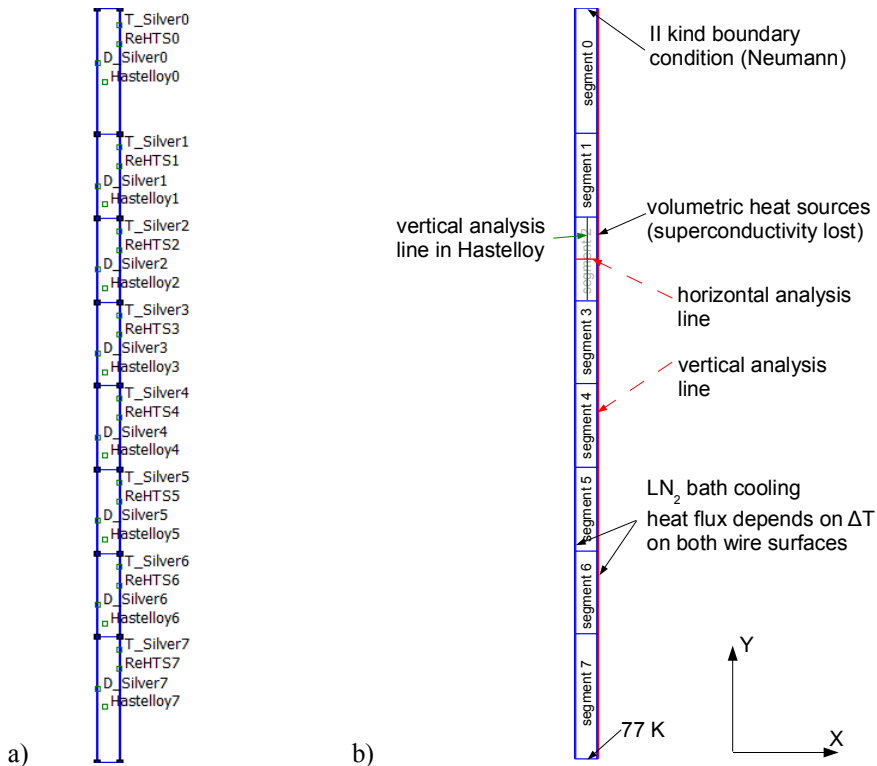 T_Silver0
ReHTS0
D_Silver0
Hastelloy0
T_Silver1
ReHTS1
D_Silver1
Hastelloy1
T_Silver2
ReHTS2
D_Silver2
Hastelloy2
T_Silver3
ReHTS3
D_Silver3
Hastelloy3
T_Silver4
ReHTS4
D_Silver4
Hastelloy4
T_Silver5
ReHTS5
D_Silver5
Hastelloy5
T_Silver6
ReHTS6
D_Silver6
Hastelloy6
T_Silver7
ReHTS7
D_Silver7
Hastelloy7
a)
segment 0
segment 1
segment 2
segment 3
segment 4
segment 5
segment 6
segment 7
II kind boundary
condition (Neumann)
vertical analysis
line in Hastelloy
volumetric heat sources
(superconductivity lost)
horizontal analysis
line
vertical analysis
line
LN₂ bath cooling
heat flux depends on ΔT
on both wire surfaces
77 K
Y
X
b)